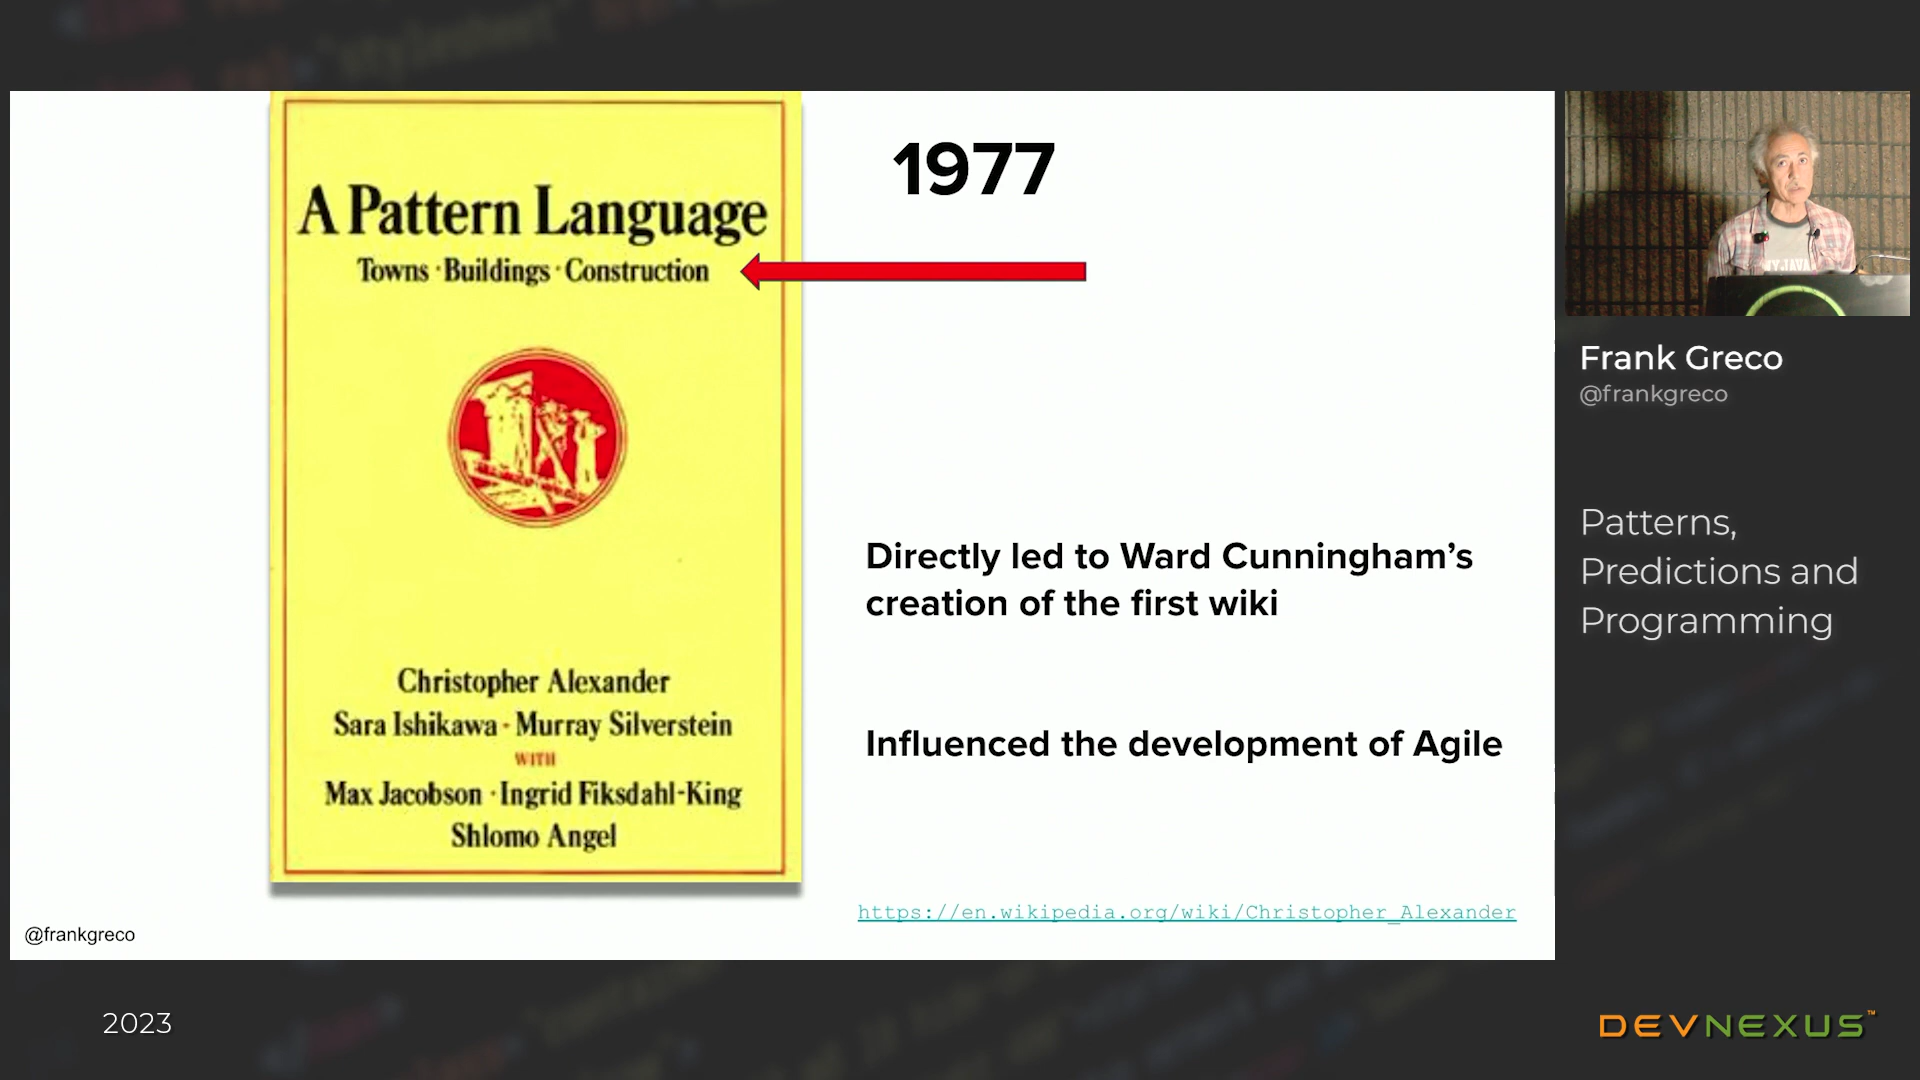 A Pattern Language
Towns · Buildings · Construction
Christopher Alexander
Sara Ishikawa · Murray Silverstein
WITH
Max Jacobson · Ingrid Fiksdahl-King
Shlomo Angel
1977
Directly led to Ward Cunningham’s
creation of the first wiki
Influenced the development of Agile
https://en.wikipedia.org/wiki/Christopher_Alexander
@frankgreco
Frank Greco
@frankgreco
Patterns,
Predictions and
Programming
2023
DEVNEXUS™